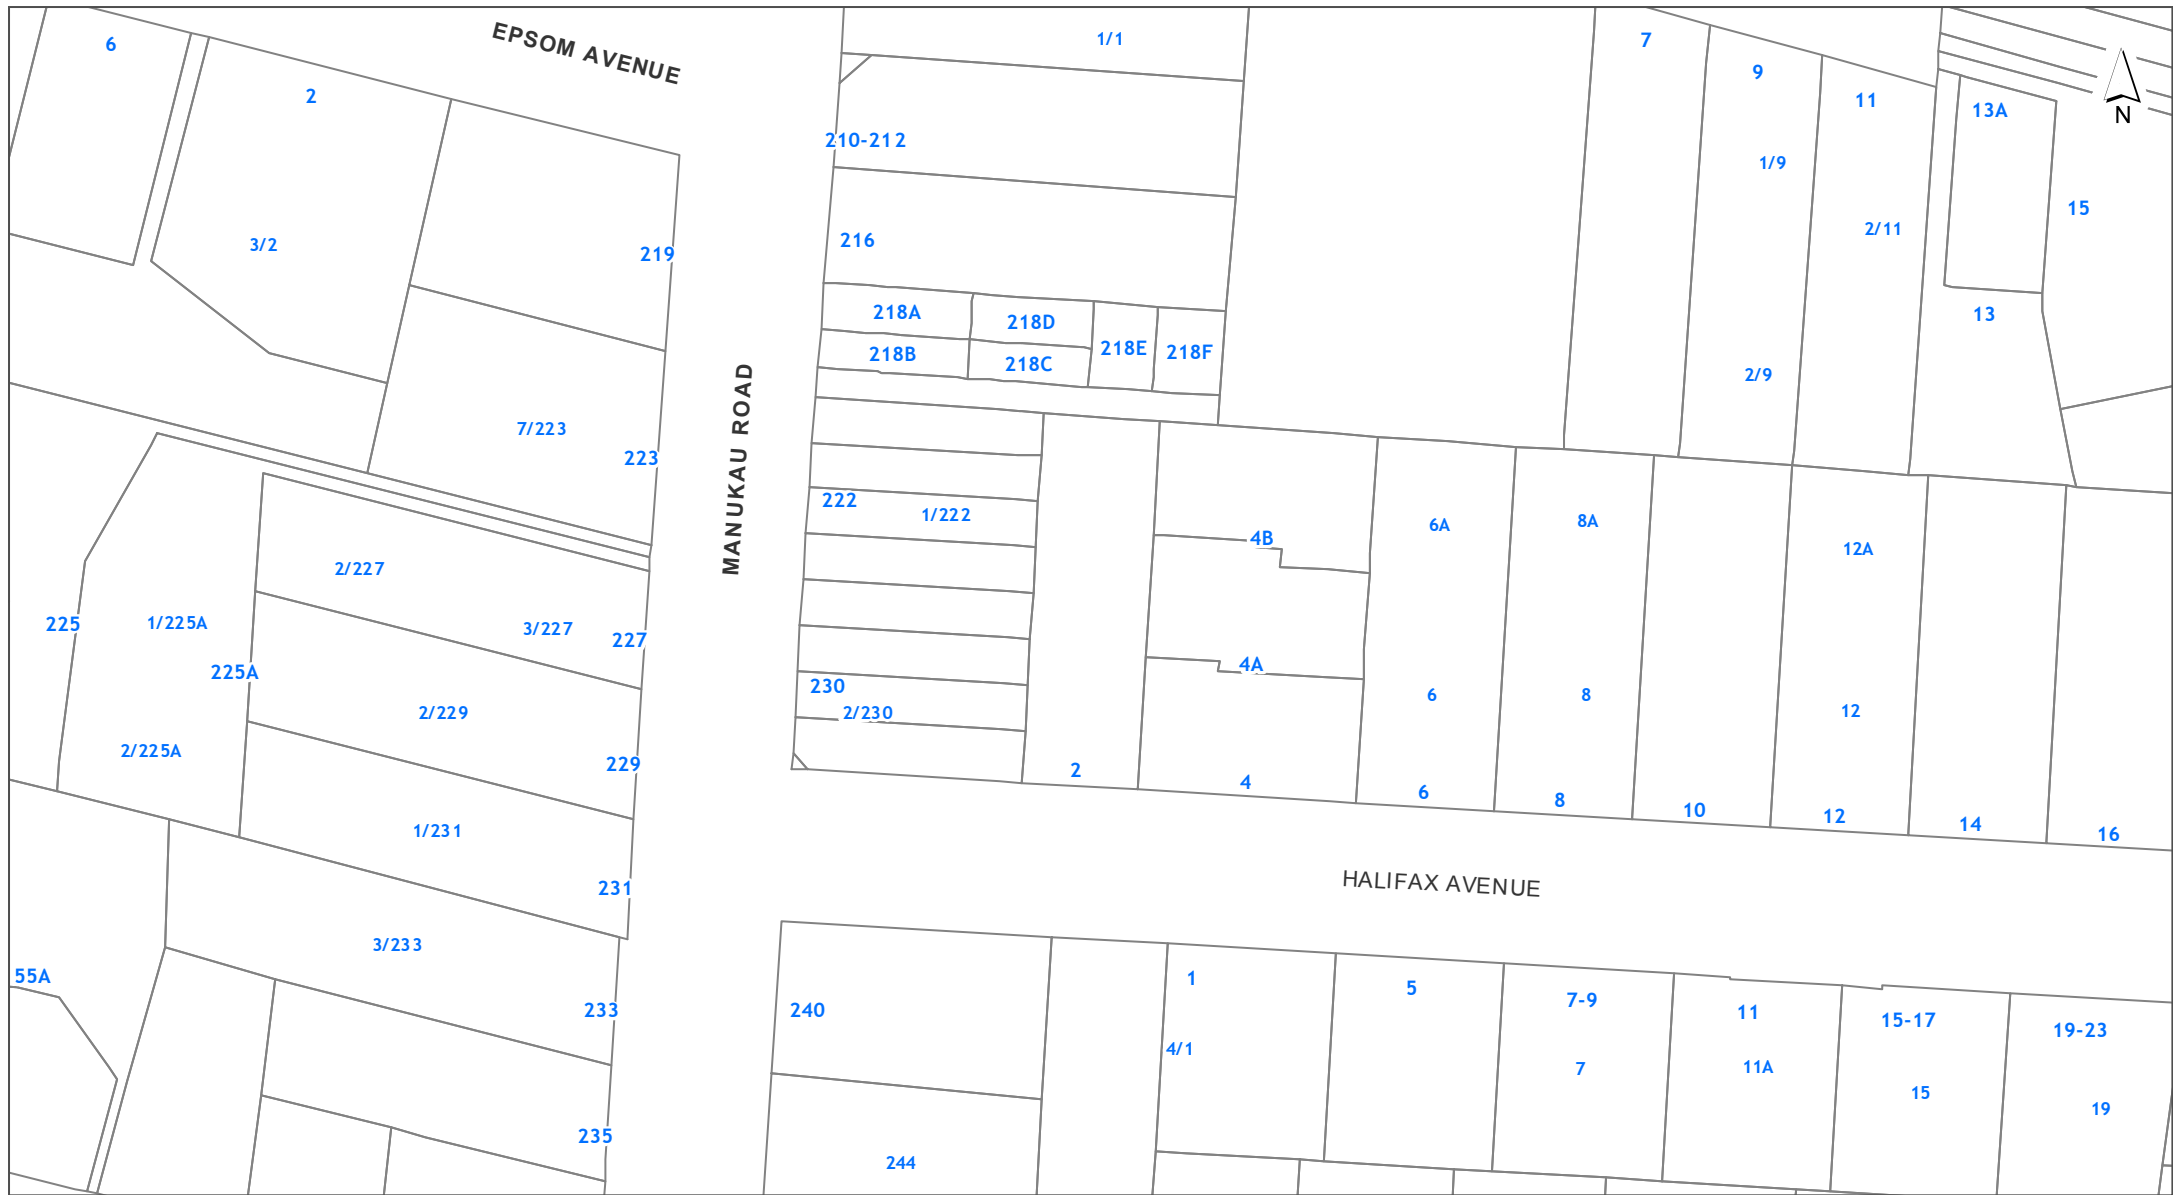 6
EPSOM AVENUE
1/1
7
9
2
11
13A
N
210-212
1/9
15
3/2
219
216
2/11
218A
218D
13
218B
218C
218E
218F
2/9
MANUKAU ROAD
7/223
223
222
1/222
4B
6A
8A
12A
2/227
225
1/225A
3/227
227
225A
4A
230
2/230
6
8
12
2/229
2/225A
229
2
4
6
8
10
12
14
16
1/231
231
HALIFAX AVENUE
3/233
55A
233
240
1
5
7-9
11
15-17
19-23
4/1
7
11A
15
19
235
244